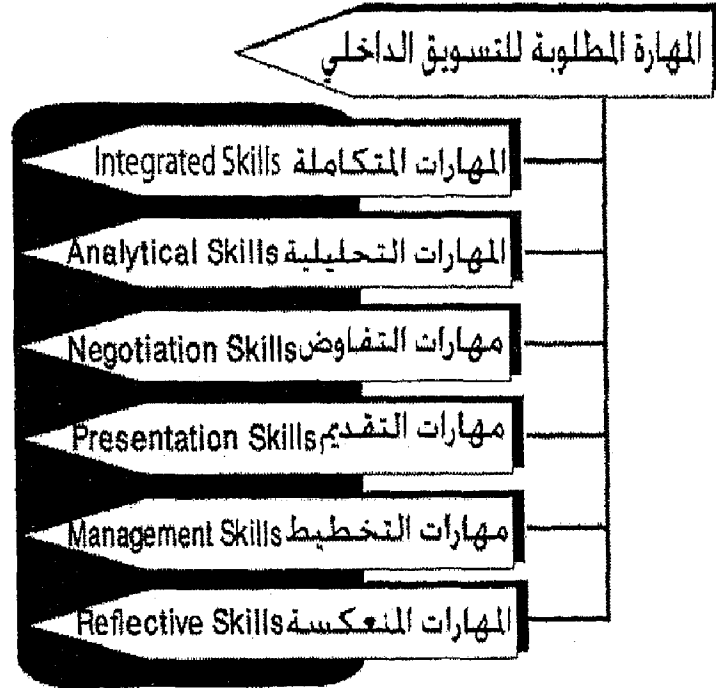 المهارة المطلوبة للتسويق الداخلي
المهارات المتكاملة Integrated Skills
المهارات التحليلية Analytical Skills
مهارات التفاوض Negotiation Skills
مهارات التقديم Presentation Skills
مهارات التخطيط Management Skills
المهارات المنعكسة Reflective Skills